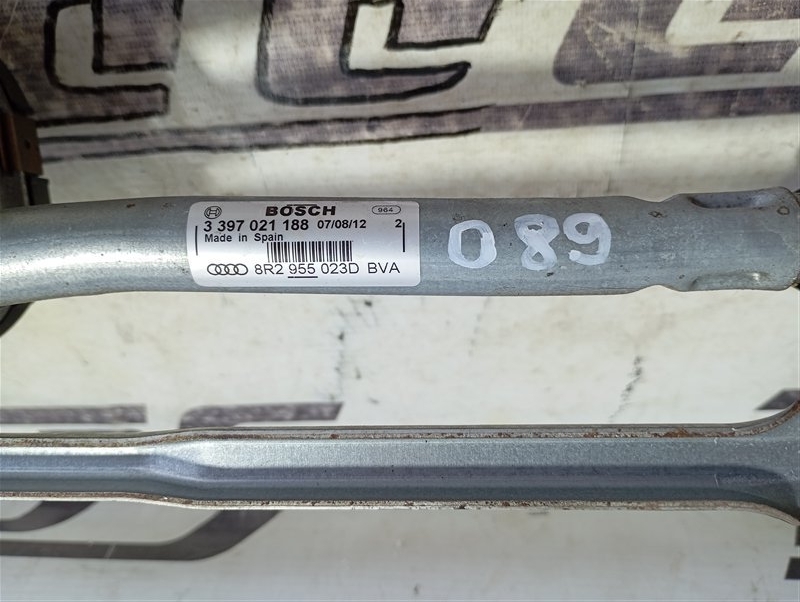 BOSCH 964
3 397 021 188 07/08/12 2
Made in Spain
8R2 955 023D BVA
089